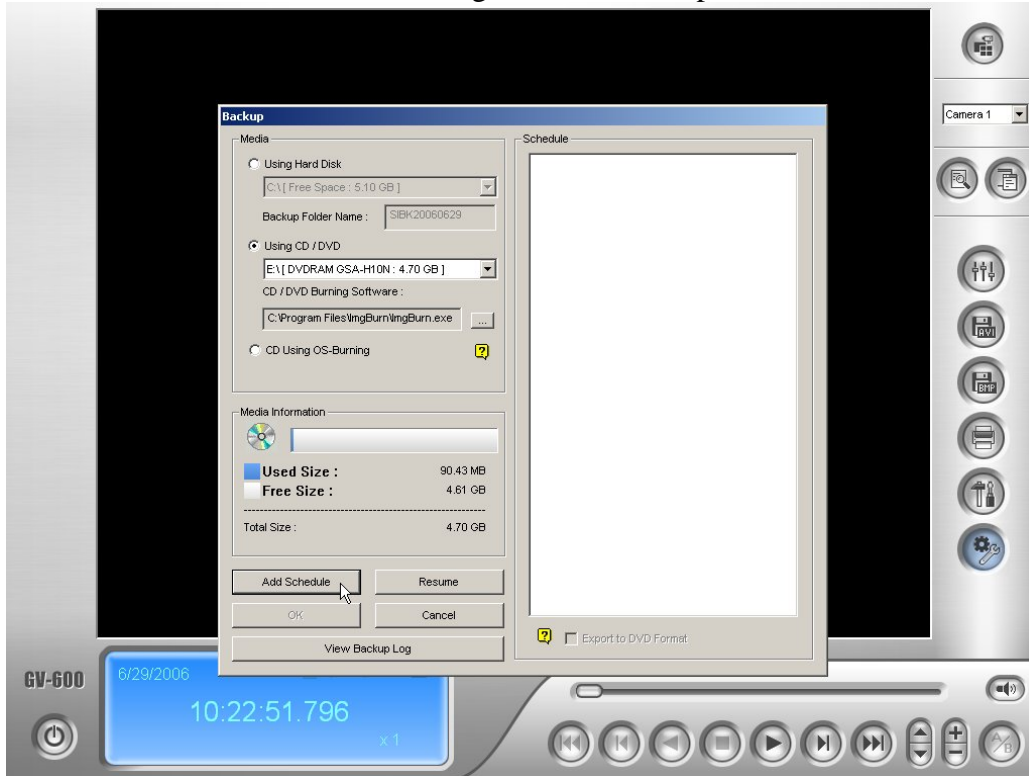 Camera 1
Backup
Media
Schedule
Using Hard Disk
C:\ [ Free Space : 5.10 GB ]
Backup Folder Name : SIBK20060629
Using CD / DVD
E:\ [ DVDRAM GSA-H10N : 4.70 GB ]
CD / DVD Burning Software :
C:\Program Files\ImgBurn\ImgBurn.exe ...
CD Using OS-Burning
?
Media Information
Used Size : 90.43 MB
Free Size : 4.61 GB
Total Size : 4.70 GB
Add Schedule Resume
OK Cancel
View Backup Log
? Export to DVD Format
AVI
BMP
GV-600
6/29/2006
10:22:51.796
x 1
A/B